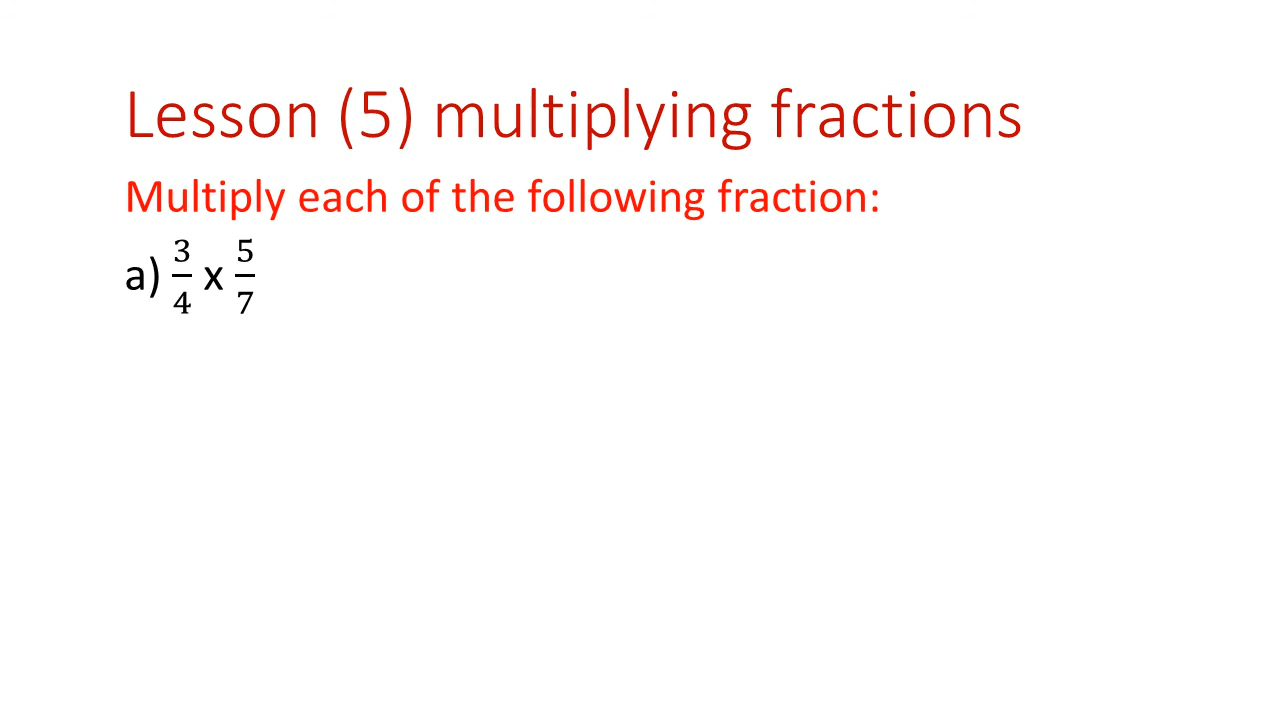 Lesson (5) multiplying fractions
Multiply each of the following fraction:
a) 3/4 x 5/7